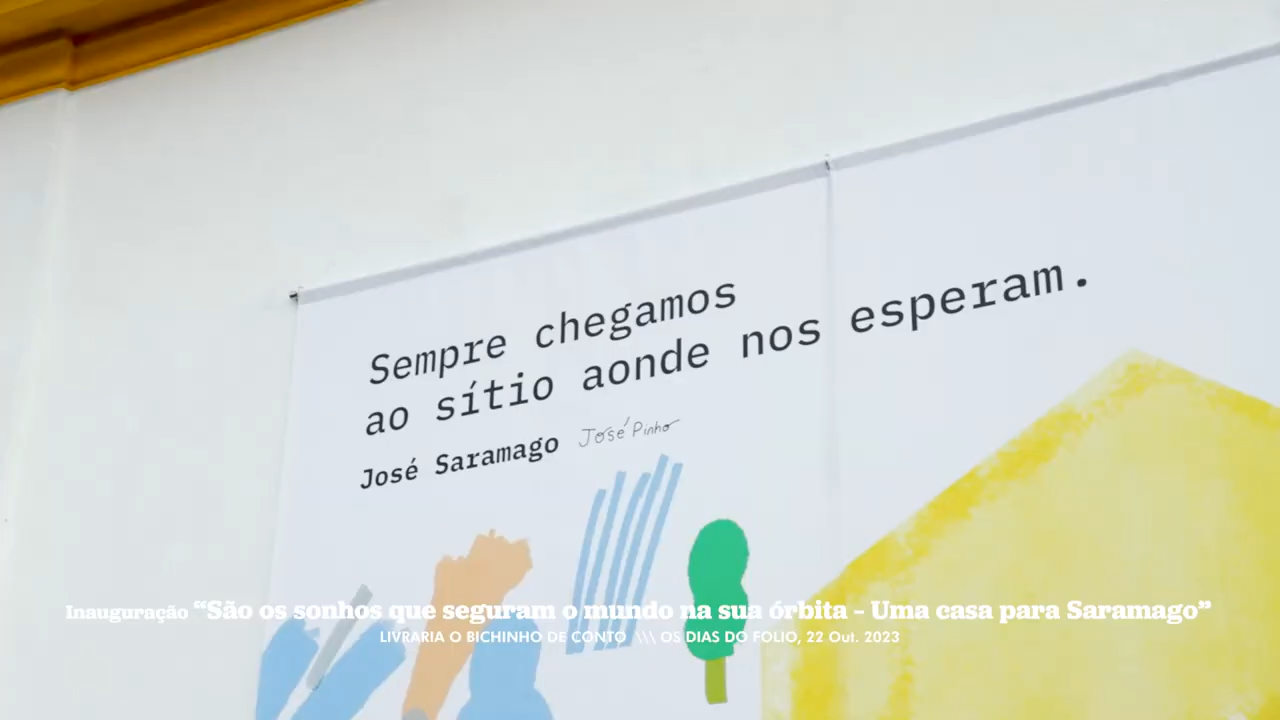 Sempre chegamos
ao sítio aonde nos esperam.
José Saramago José Pinho
Inauguração “São os sonhos que seguram o mundo na sua órbita - Uma casa para Saramago”
LIVRARIA O BICHINHO DE CONTO \\\ OS DIAS DO FOLIO, 22 Out. 2023